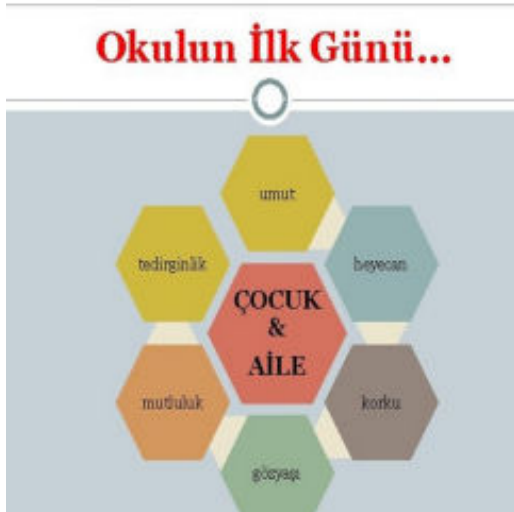 Okulun İlk Günü...
umut
tedirginlik
heyecan
ÇOCUK
&
AİLE
mutluluk
korku
gözyaşı